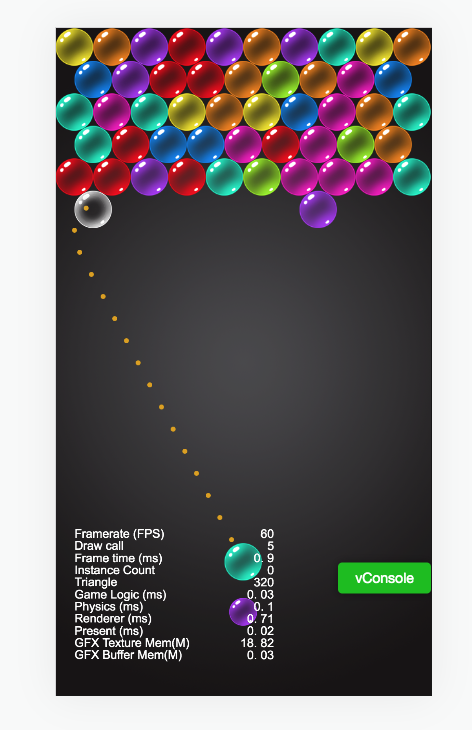 Framerate (FPS) 60
Draw call 5
Frame time (ms) 0. 9
Instance Count 0
Triangle 320
Game Logic (ms) 0. 03
Physics (ms) 0. 1
Renderer (ms) 0. 71
Present (ms) 0. 02
GFX Texture Mem(M) 18. 82
GFX Buffer Mem(M) 0. 03
vConsole